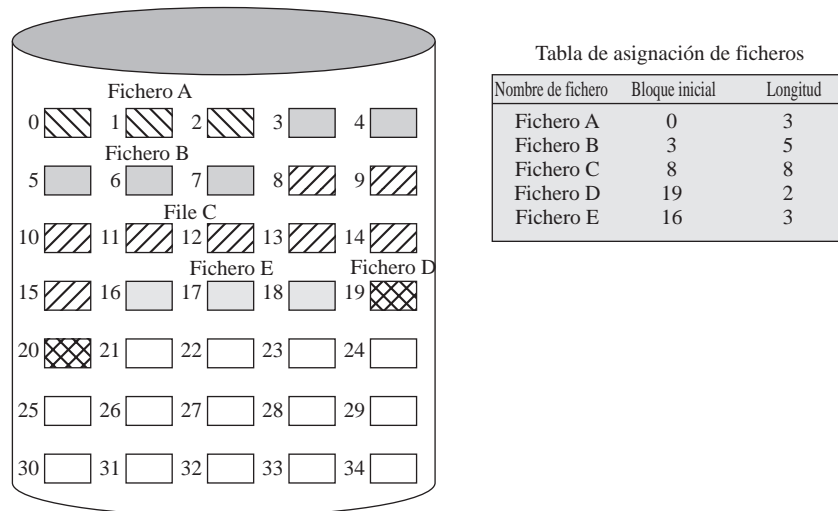 Fichero A
0 1 2 3 4
Fichero B
5 6 7 8 9
File C
10 11 12 13 14
Fichero E Fichero D
15 16 17 18 19
20 21 22 23 24
25 26 27 28 29
30 31 32 33 34
Tabla de asignación de ficheros
Nombre de fichero Bloque inicial Longitud
Fichero A 0 3
Fichero B 3 5
Fichero C 8 8
Fichero D 19 2
Fichero E 16 3